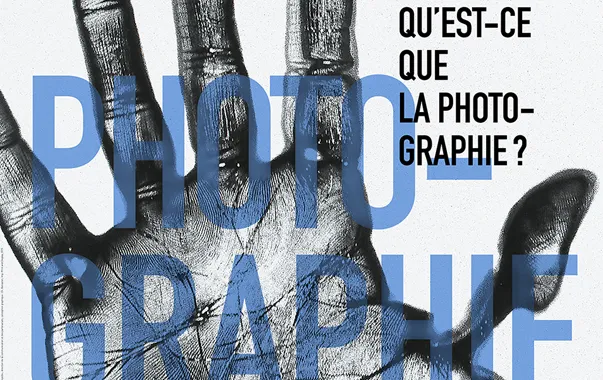 QU’EST-CE
QUE
LA PHOTO-
GRAPHIE ?
PHOTO-
GRAPHIE